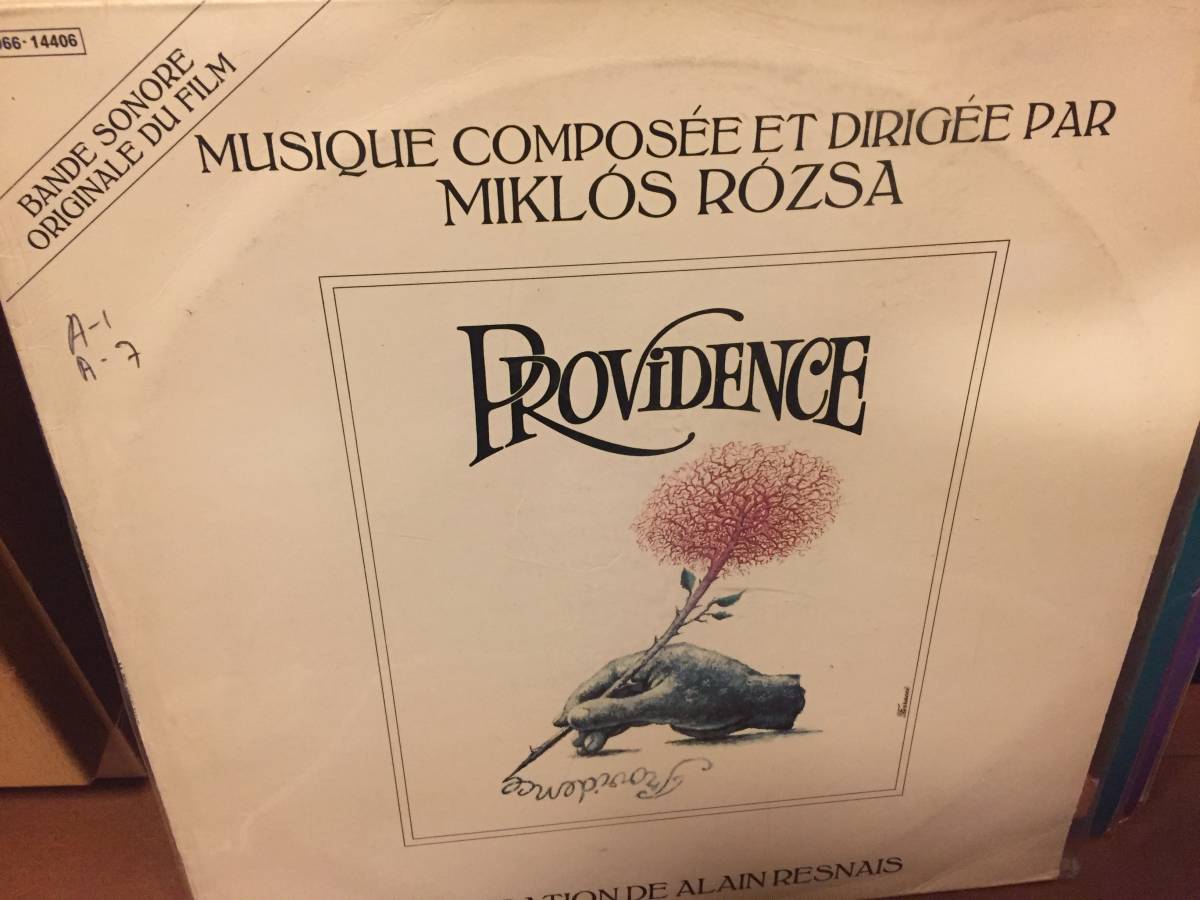 066-14406
BANDE SONORE
ORIGINALE DU FILM
MUSIQUE COMPOSÉE ET DIRIGÉE PAR
MIKLÓS RÓZSA
A-1
A-7
PROViDENCE
Providence
DE ALAIN RESNAIS